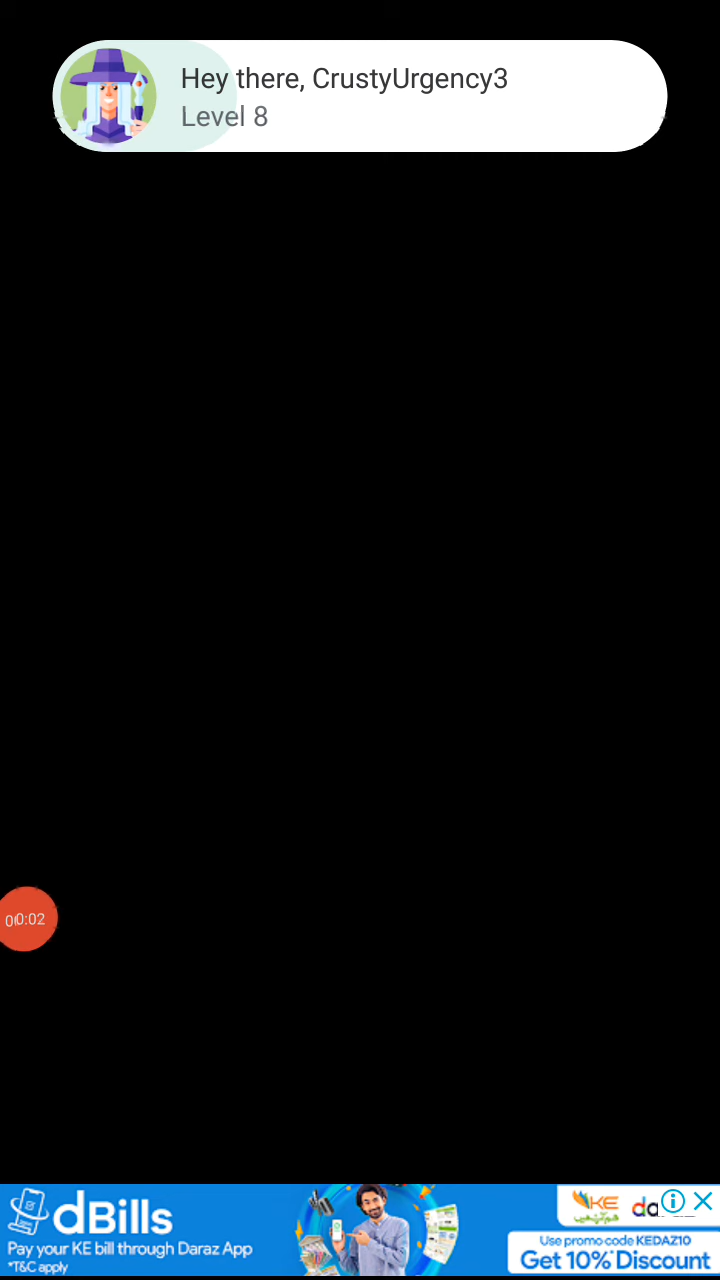 Hey there, CrustyUrgency3
Level 8
0:02
dBills
Pay your KE bill through Daraz App
*T&C apply
KE
Use promo code KEDAZ10
Get 10%* Discount